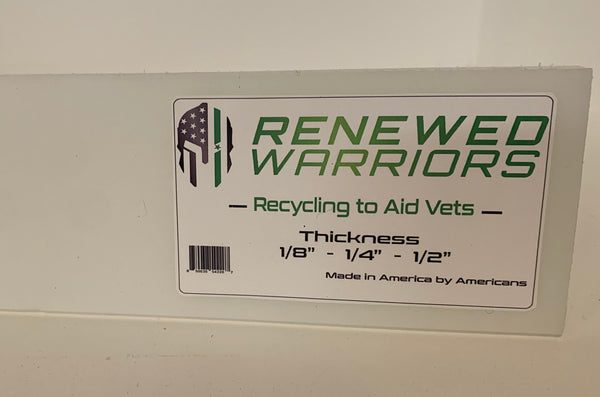 RENEWED
WARRIORS
— Recycling to Aid Vets —
Thickness
1/8" - 1/4" - 1/2"
Made in America by Americans